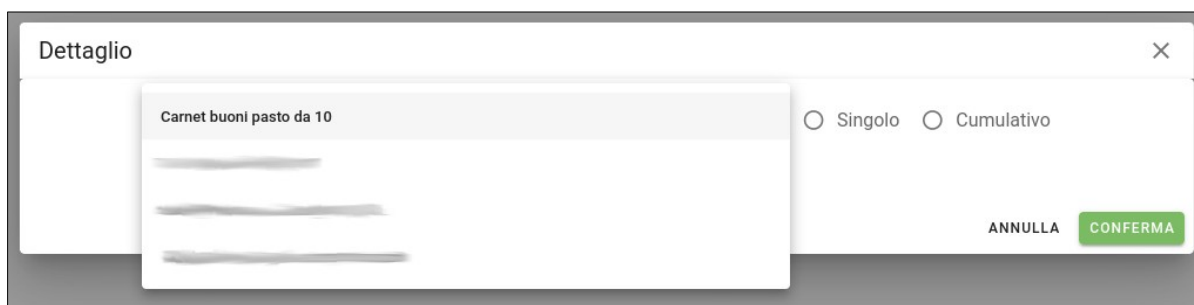 Dettaglio
Carnet buoni pasto da 10
Singolo Cumulativo
ANNULLA CONFERMA